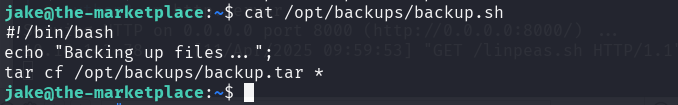 jake@the-marketplace:~$ cat /opt/backups/backup.sh
#!/bin/bash
echo "Backing up files...";
tar cf /opt/backups/backup.tar *
jake@the-marketplace:~$